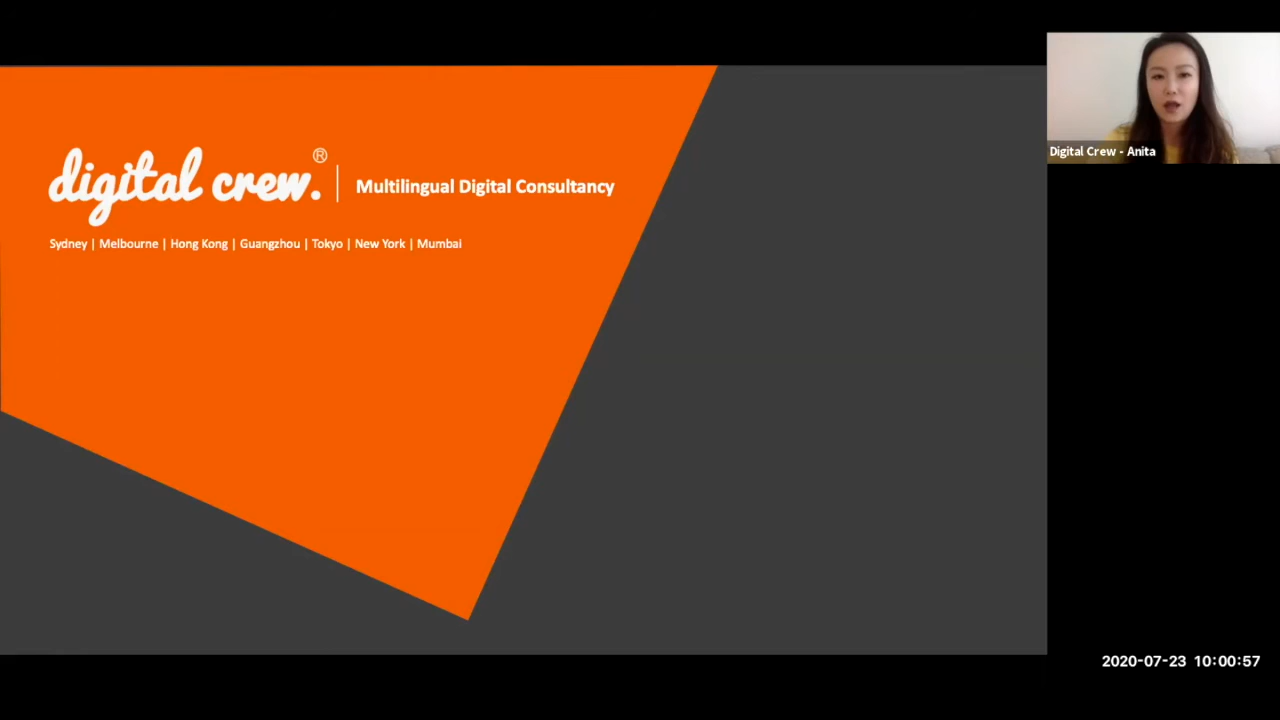 digital crew.®
Multilingual Digital Consultancy
Sydney | Melbourne | Hong Kong | Guangzhou | Tokyo | New York | Mumbai
Digital Crew - Anita
2020-07-23 10:00:57